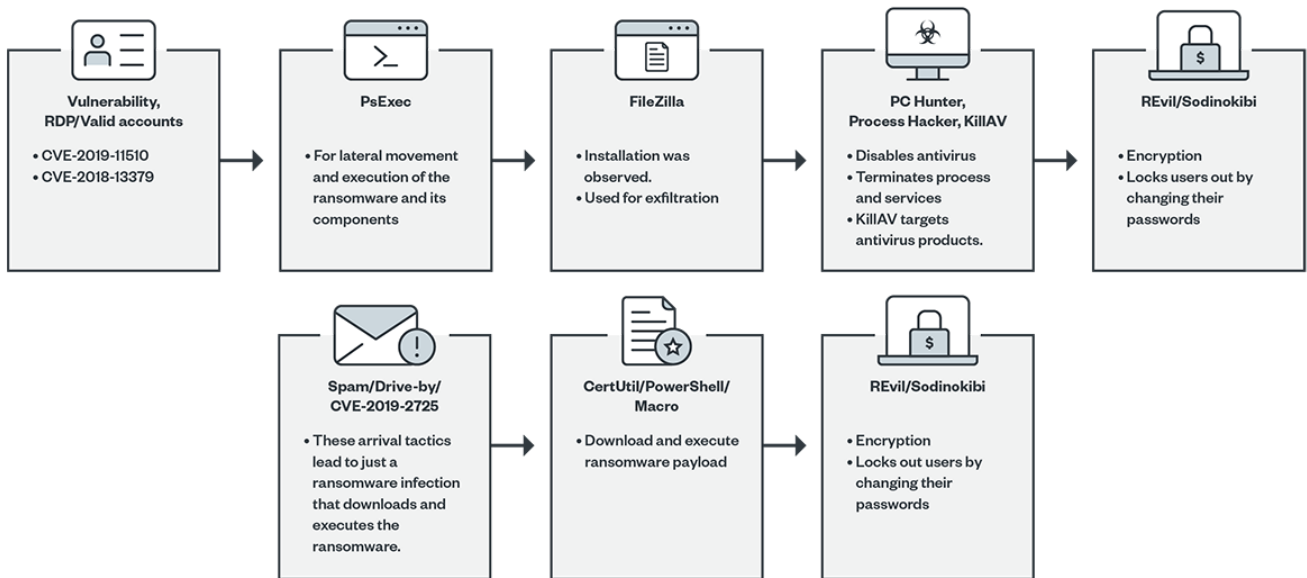 Vulnerability,
RDP/Valid accounts
• CVE-2019-11510
• CVE-2018-13379
PsExec
• For lateral movement
and execution of the
ransomware and its
components
FileZilla
• Installation was
observed.
• Used for exfiltration
PC Hunter,
Process Hacker, KillAV
• Disables antivirus
• Terminates process
and services
• KillAV targets
antivirus products.
$
REvil/Sodinokibi
• Encryption
• Locks users out by
changing their
passwords
!
Spam/Drive-by/
CVE-2019-2725
• These arrival tactics
lead to just a
ransomware infection
that downloads and
executes the
ransomware.
CertUtil/PowerShell/
Macro
• Download and execute
ransomware payload
$
REvil/Sodinokibi
• Encryption
• Locks out users by
changing their
passwords